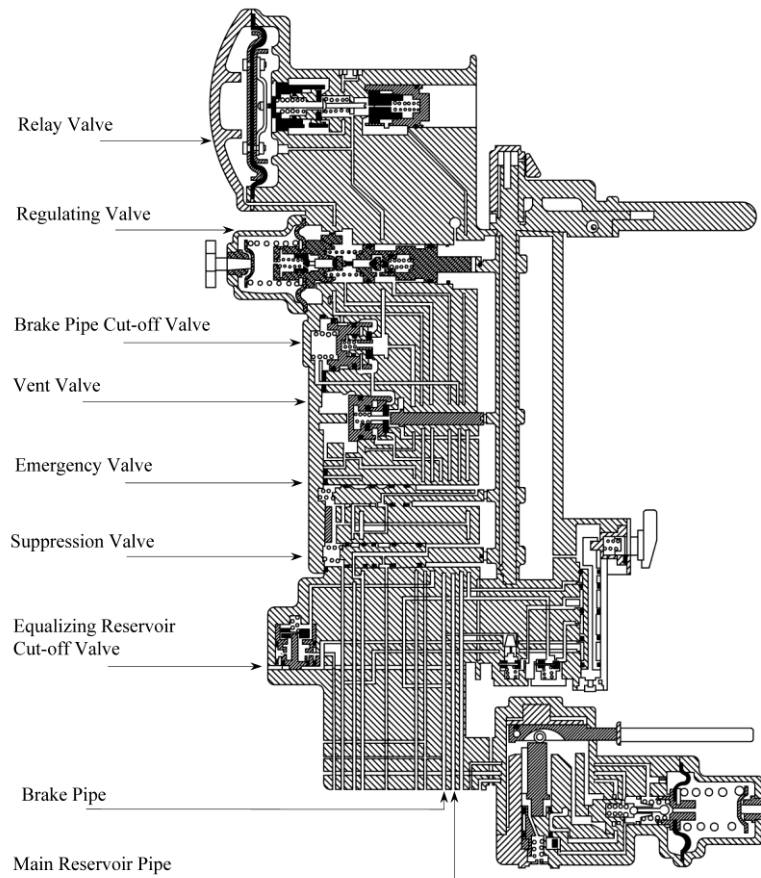 Relay Valve
Regulating Valve
Brake Pipe Cut-off Valve
Vent Valve
Emergency Valve
Suppression Valve
Equalizing Reservoir
Cut-off Valve
Brake Pipe
Main Reservoir Pipe